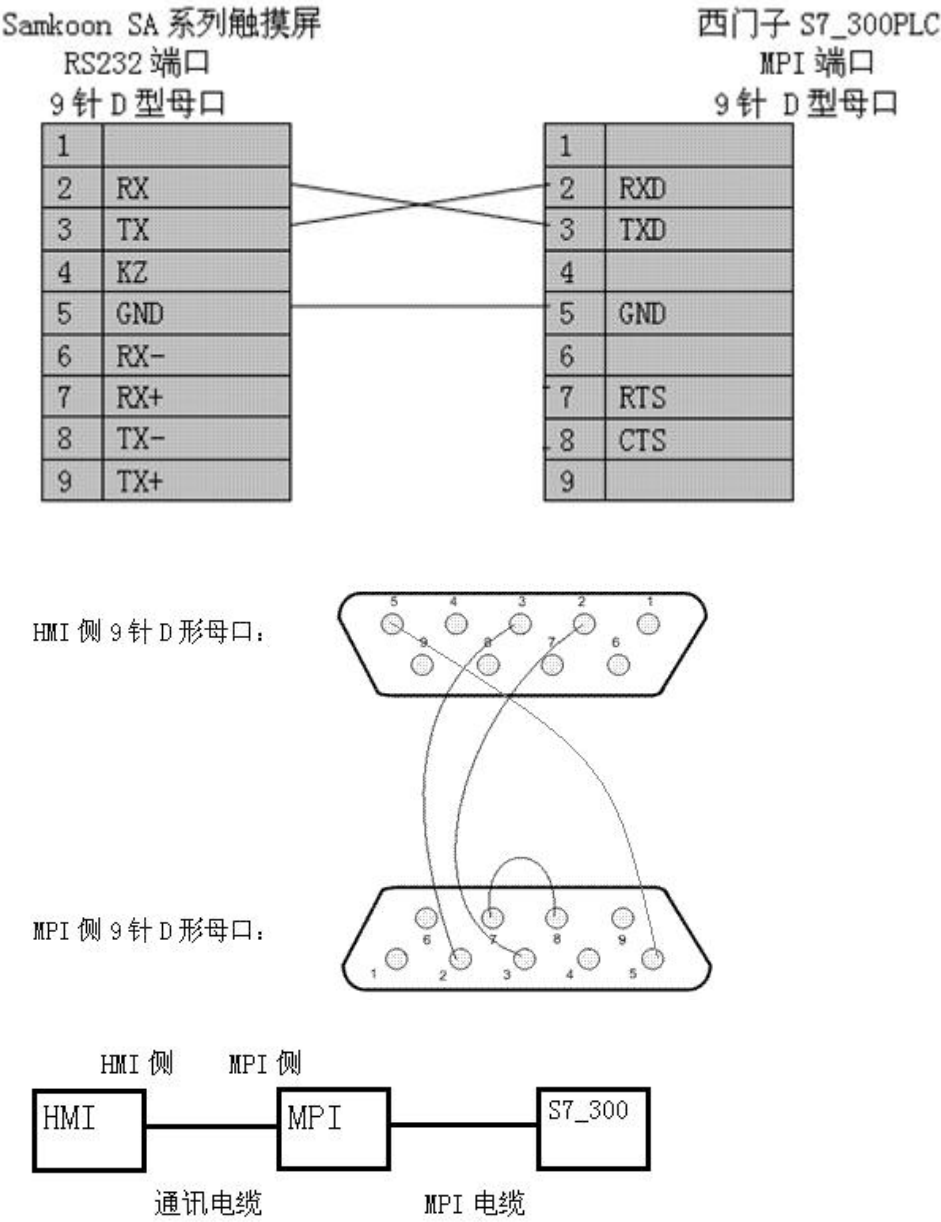 Samkoon SA 系列触摸屏
RS232 端口
9 针 D 型母口
西门子 S7_300PLC
MPI 端口
9 针 D 型母口
1
2 RX
3 TX
4 KZ
5 GND
6 RX-
7 RX+
8 TX-
9 TX+
1
2 RXD
3 TXD
4
5 GND
6
7 RTS
8 CTS
9
HMI 侧 9 针 D 形母口：
5 4 3 2 1
9 8 7 6
MPI 侧 9 针 D 形母口：
6 7 8 9
1 2 3 4 5
HMI 侧 MPI 侧
HMI MPI S7_300
通讯电缆 MPI 电缆